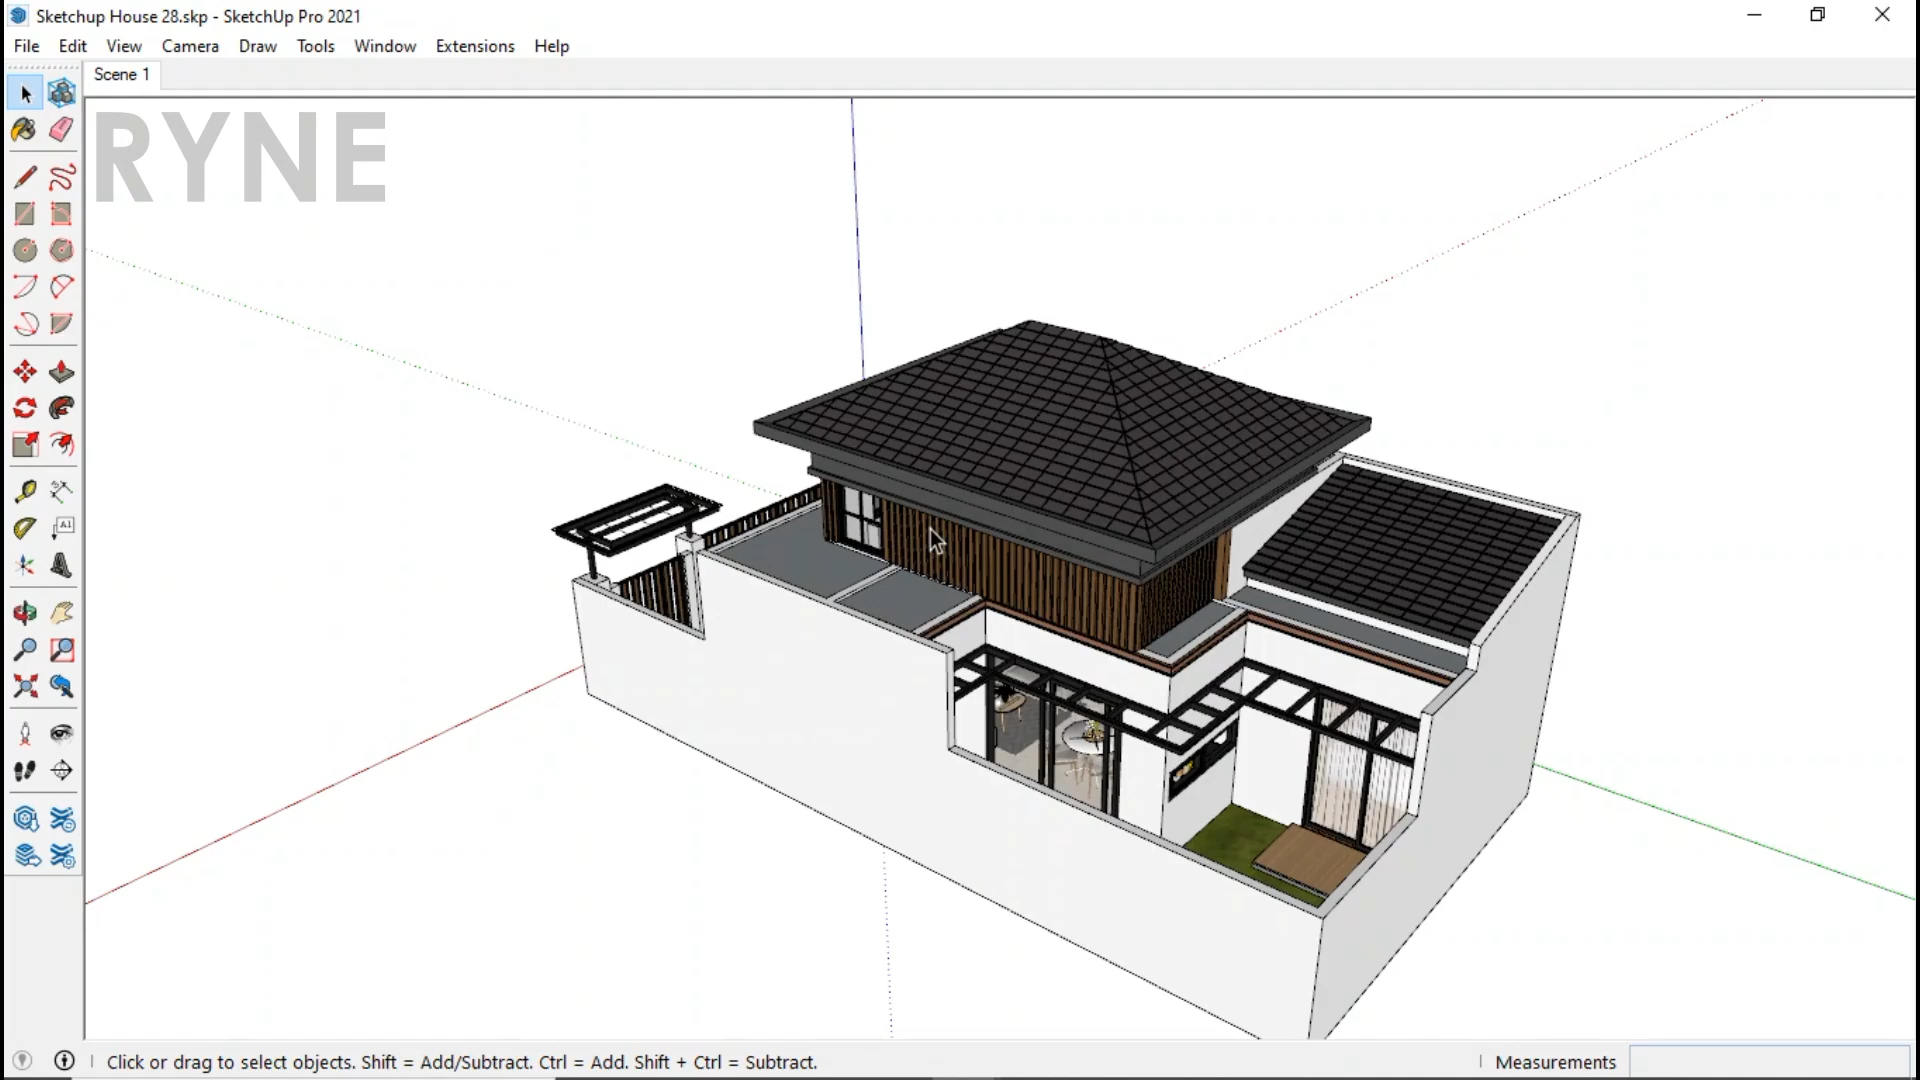 Sketchup House 28.skp - SketchUp Pro 2021
File Edit View Camera Draw Tools Window Extensions Help
Scene 1
RYNE
A1
Click or drag to select objects. Shift = Add/Subtract. Ctrl = Add. Shift + Ctrl = Subtract.
Measurements